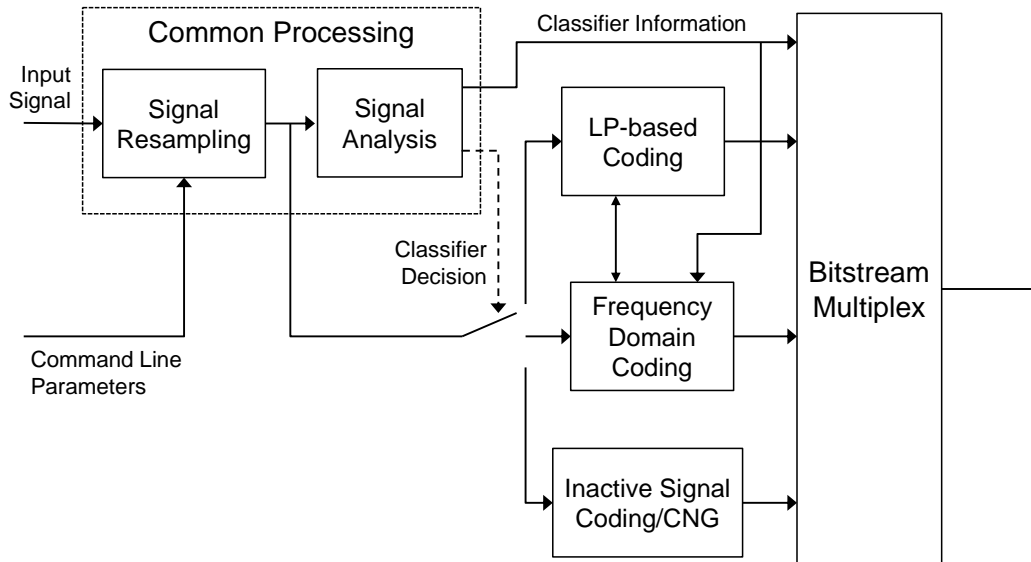 Common Processing
Classifier Information
Input
Signal
Signal
Resampling
Signal
Analysis
LP-based
Coding
Classifier
Decision
Bitstream
Multiplex
Frequency
Domain
Coding
Command Line
Parameters
Inactive Signal
Coding/CNG